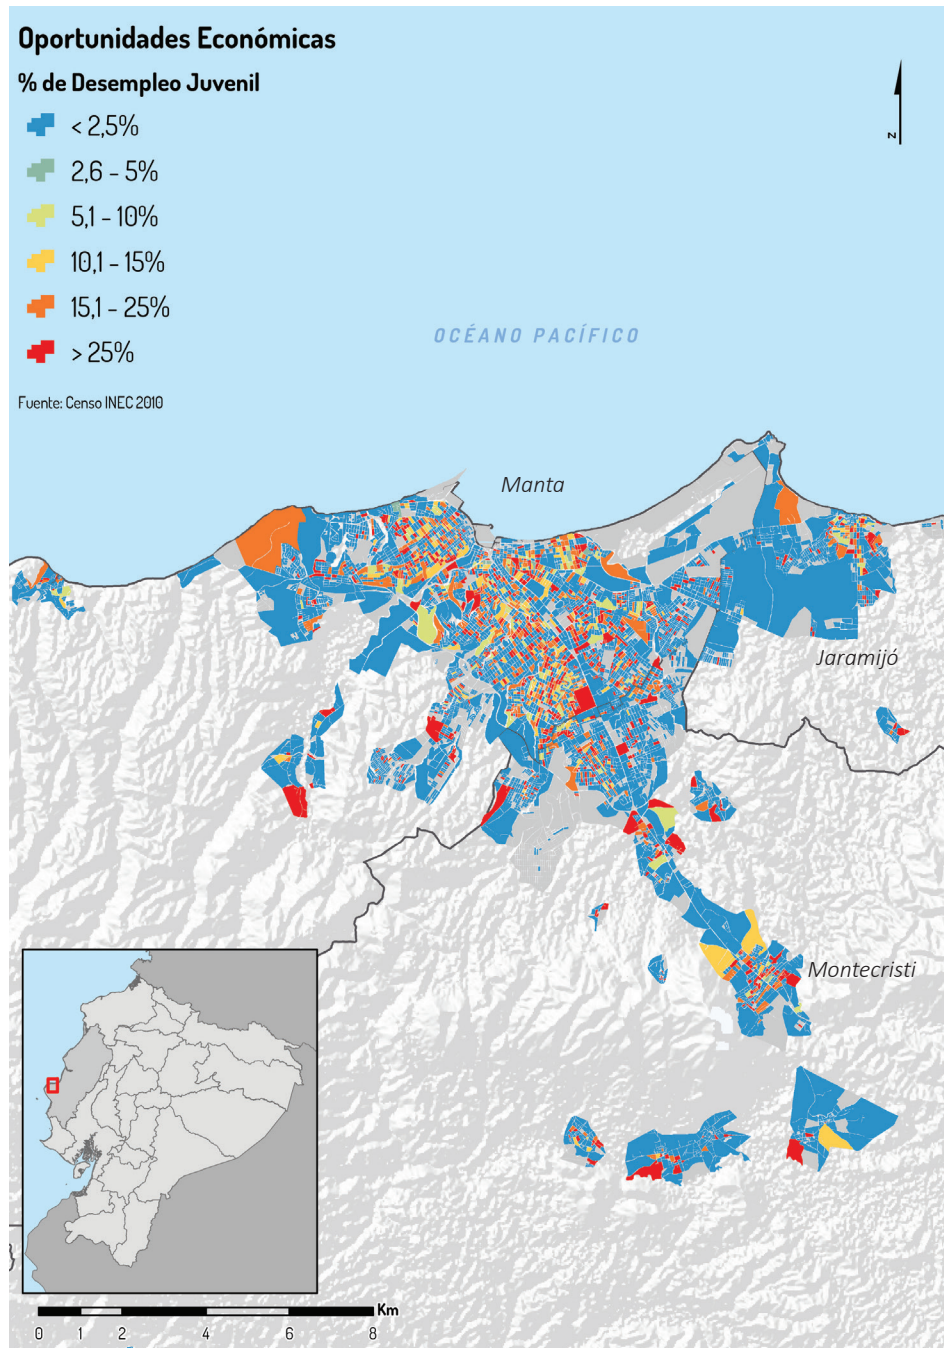 Oportunidades Económicas
% de Desempleo Juvenil
< 2,5%
2,6 - 5%
5,1 - 10%
10,1 - 15%
15,1 - 25%
> 25%
Fuente: Censo INEC 2010
N
OCÉANO PACÍFICO
Manta
Jaramijó
Montecristi
Km
0 1 2 4 6 8